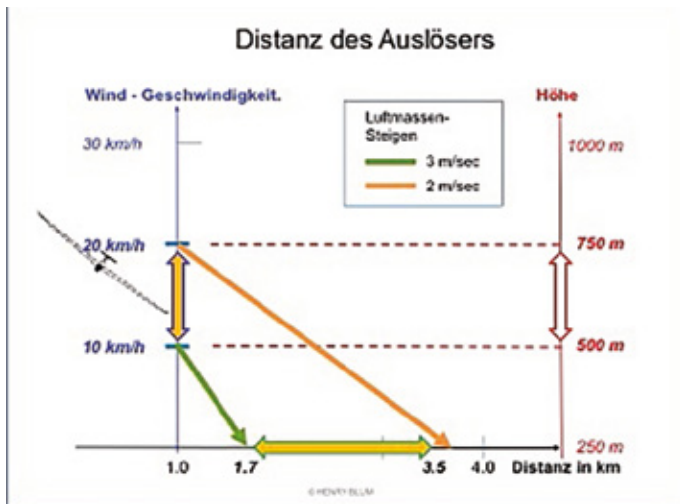 Distanz des Auslösers
Wind - Geschwindigkeit.
Höhe
Luftmassen-
Steigen
3 m/sec
2 m/sec
30 km/h
1000 m
20 km/h
750 m
10 km/h
500 m
250 m
1.0
1.7
3.5
4.0
Distanz in km
© HENRY BLUM